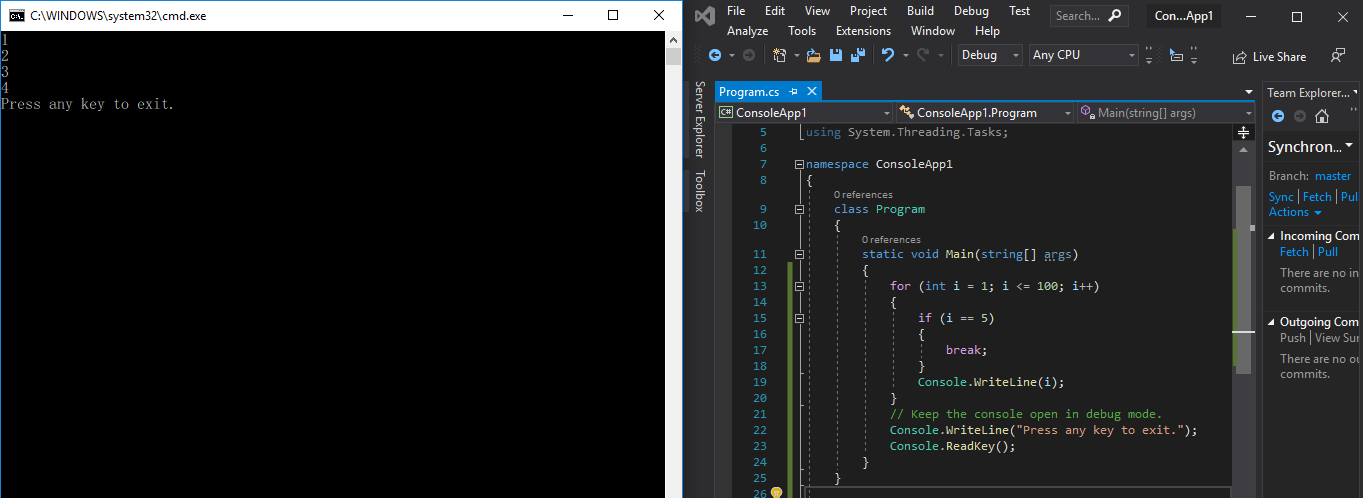 C:\WINDOWS\system32\cmd.exe
1
2
3
4
Press any key to exit.
File Edit View Project Build Debug Test
Search...
Con...App1
Analyze Tools Extensions Window Help
Debug
Any CPU
Live Share
Server Explorer
Toolbox
Program.cs
C# ConsoleApp1
ConsoleApp1.Program
Main(string[] args)
5 using System.Threading.Tasks;
6
7 namespace ConsoleApp1
8 {
0 references
9 class Program
10 {
0 references
11 static void Main(string[] args)
12 {
13 for (int i = 1; i <= 100; i++)
14 {
15 if (i == 5)
16 {
17 break;
18 }
19 Console.WriteLine(i);
20 }
21 // Keep the console open in debug mode.
22 Console.WriteLine("Press any key to exit.");
23 Console.ReadKey();
24 }
25 }
26
Team Explorer...
Synchron...
Branch: master
Sync | Fetch | Pul
Actions
Incoming Com
Fetch | Pull
There are no in
commits.
Outgoing Com
Push | View Sur
There are no ou
commits.